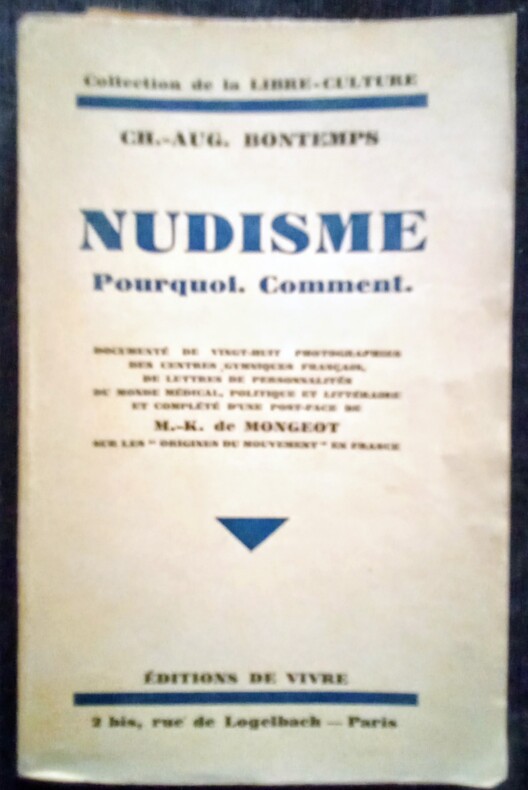 Collection de la LIBRE-CULTURE
CH.-AUG. BONTEMPS
NUDISME
Pourquoi. Comment.
DOCUMENTÉ DE VINGT-HUIT PHOTOGRAPHIES
DES CENTRES GYMNIQUES FRANÇAIS,
DE LETTRES DE PERSONNALITÉS
DU MONDE MÉDICAL, POLITIQUE ET LITTÉRAIRE
ET COMPLÉTÉ D'UNE POST-FACE DE
M.-K. de MONGEOT
SUR LES "ORIGINES DU MOUVEMENT" EN FRANCE
ÉDITIONS DE VIVRE
2 bis, rue de Logelbach — Paris